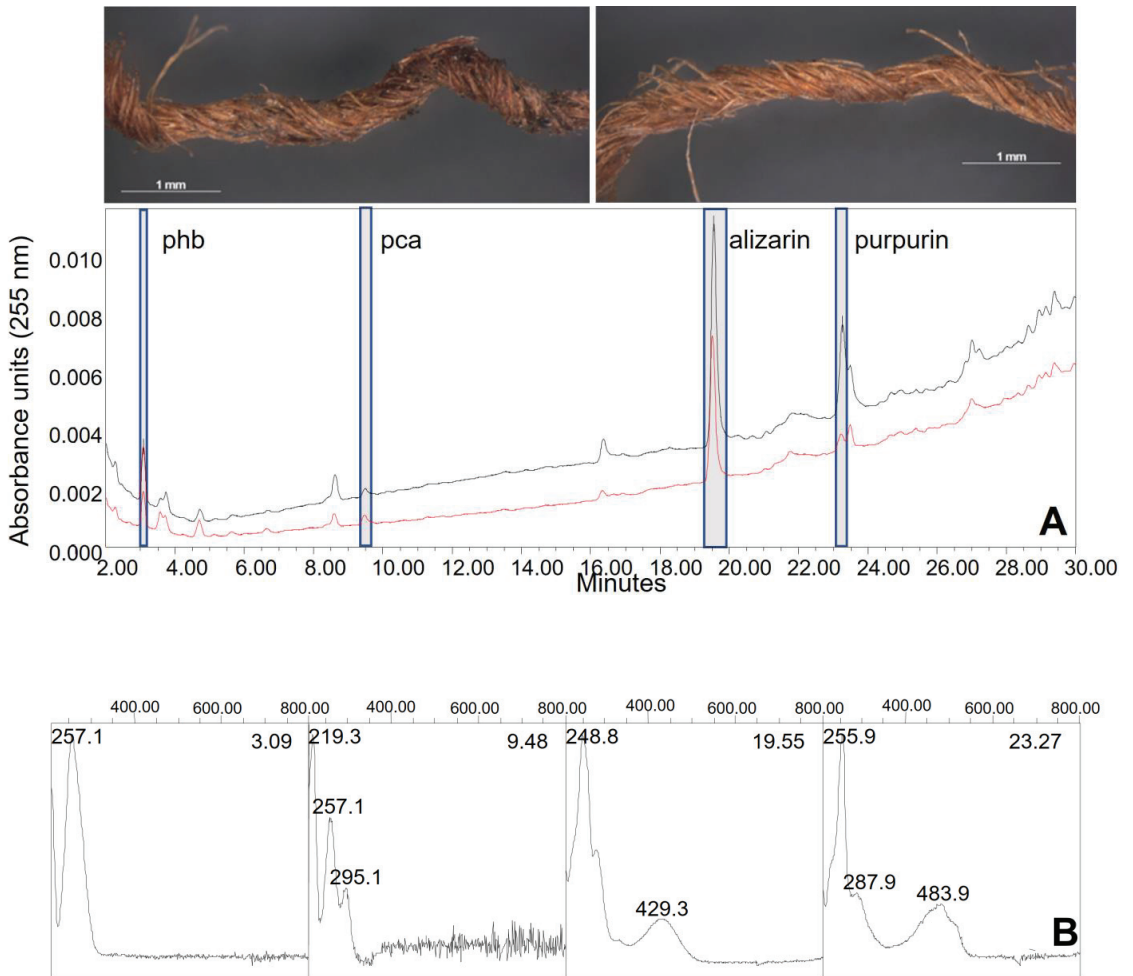 1 mm
1 mm
phb
pca
alizarin
purpurin
Absorbance units (255 nm)
0.010
0.008
0.006
0.004
0.002
0.000
A
2.00 4.00 6.00 8.00 10.00 12.00 14.00 16.00 18.00 20.00 22.00 24.00 26.00 28.00 30.00
Minutes
400.00 600.00 800.00 400.00 600.00 800.00 400.00 600.00 800.00 400.00 600.00 800.00
257.1 3.09 219.3 9.48 248.8 19.55 255.9 23.27
257.1
295.1
429.3
287.9
483.9
B